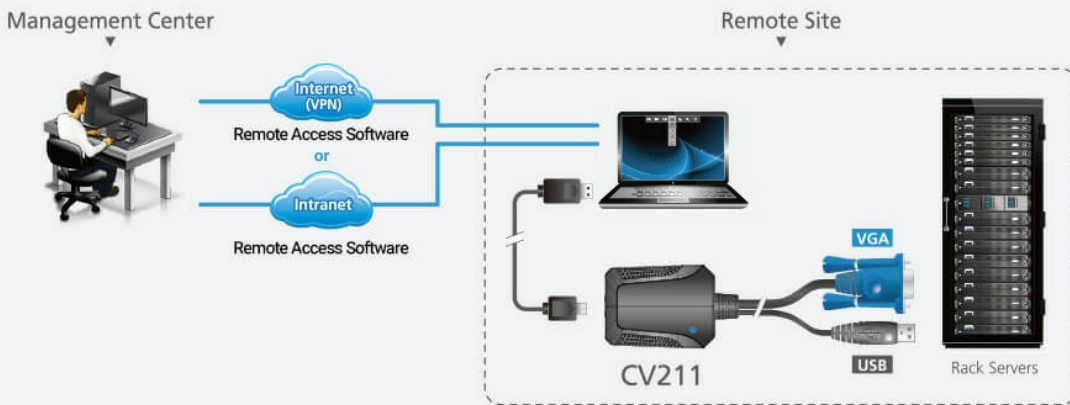 Management Center
Remote Site
Internet
(VPN)
Remote Access Software
or
Intranet
Remote Access Software
VGA
USB
CV211
Rack Servers